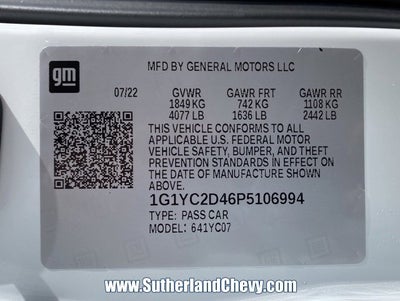 gm
MFD BY GENERAL MOTORS LLC
07/22 GVWR GAWR FRT GAWR RR
1849 KG 742 KG 1108 KG
4077 LB 1636 LB 2442 LB
THIS VEHICLE CONFORMS TO ALL
APPLICABLE U.S. FEDERAL MOTOR
VEHICLE SAFETY, BUMPER, AND THEFT
PREVENTION STANDARDS IN EFFECT ON THE
DATE OF MANUFACTURE SHOWN ABOVE.
1G1YC2D46P5106994
TYPE: PASS CAR
MODEL: 641YC07
www.SutherlandChevy.com